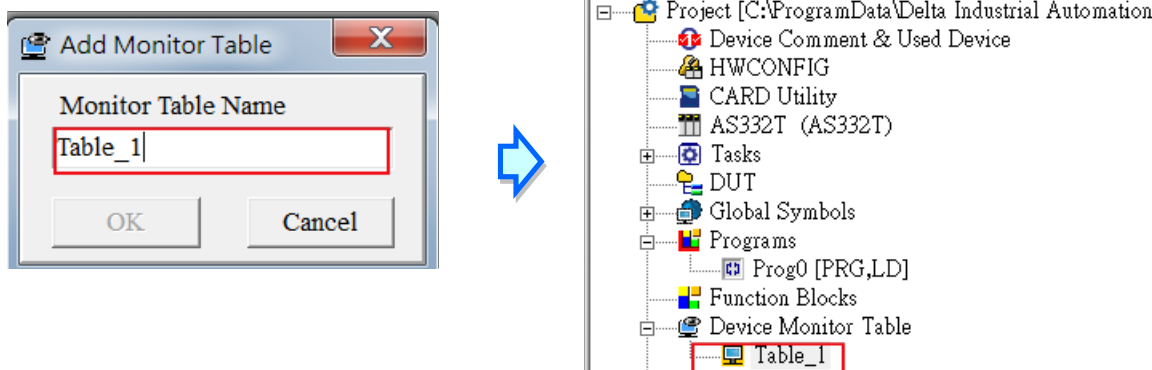 Add Monitor Table
Monitor Table Name
Table_1
OK
Cancel
Project [C:\ProgramData\Delta Industrial Automation
Device Comment & Used Device
HWCONFIG
CARD Utility
AS332T (AS332T)
Tasks
DUT
Global Symbols
Programs
Prog0 [PRG,LD]
Function Blocks
Device Monitor Table
Table_1